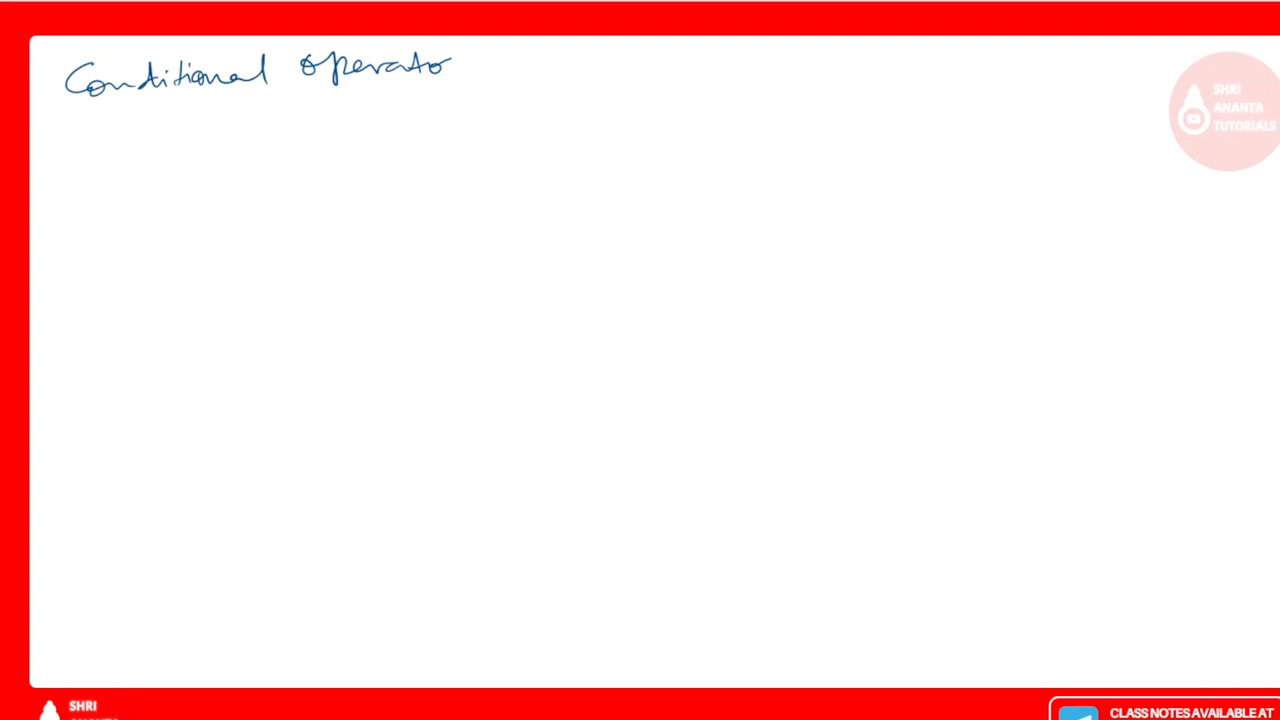 Conditional operato
SHRI
ANANTA
TUTORIALS
SHRI
CLASS NOTES AVAILABLE AT